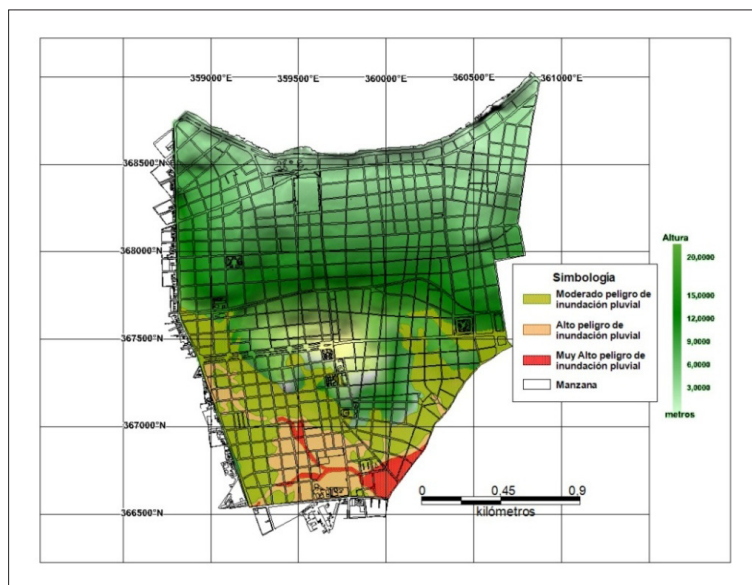 359000°E 359500°E 360000°E 360500°E 361000°E
368500°N
368000°N
367500°N
367000°N
366500°N
Simbologia
Moderado peligro de
inundación pluvial
Alto peligro de
inundación pluvial
Muy Alto peligro de
inundación pluvial
Manzana
Altura
20,0000
15,0000
12,0000
9,0000
6,0000
3,0000
metros
0 0.45 0.9
kilómetros